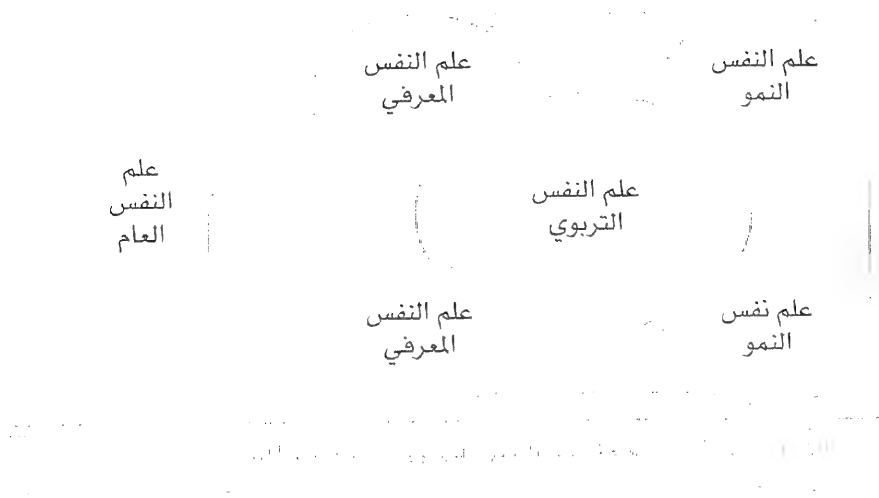 علم النفس
النمو
علم النفس
المعرفي
علم النفس
التربوي
علم
النفس
العام
علم نفس
النمو
علم النفس
المعرفي